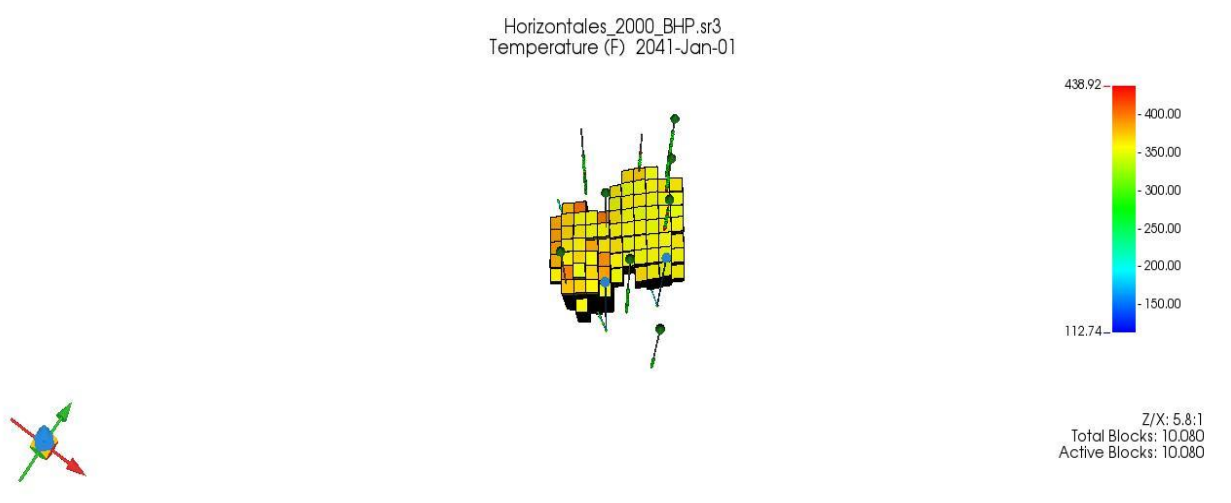 Horizontales_2000_BHP.sr3
Temperature (F) 2041-Jan-01
438.92
400.00
350.00
300.00
250.00
200.00
150.00
112.74
Z/X: 5.8:1
Total Blocks: 10.080
Active Blocks: 10.080